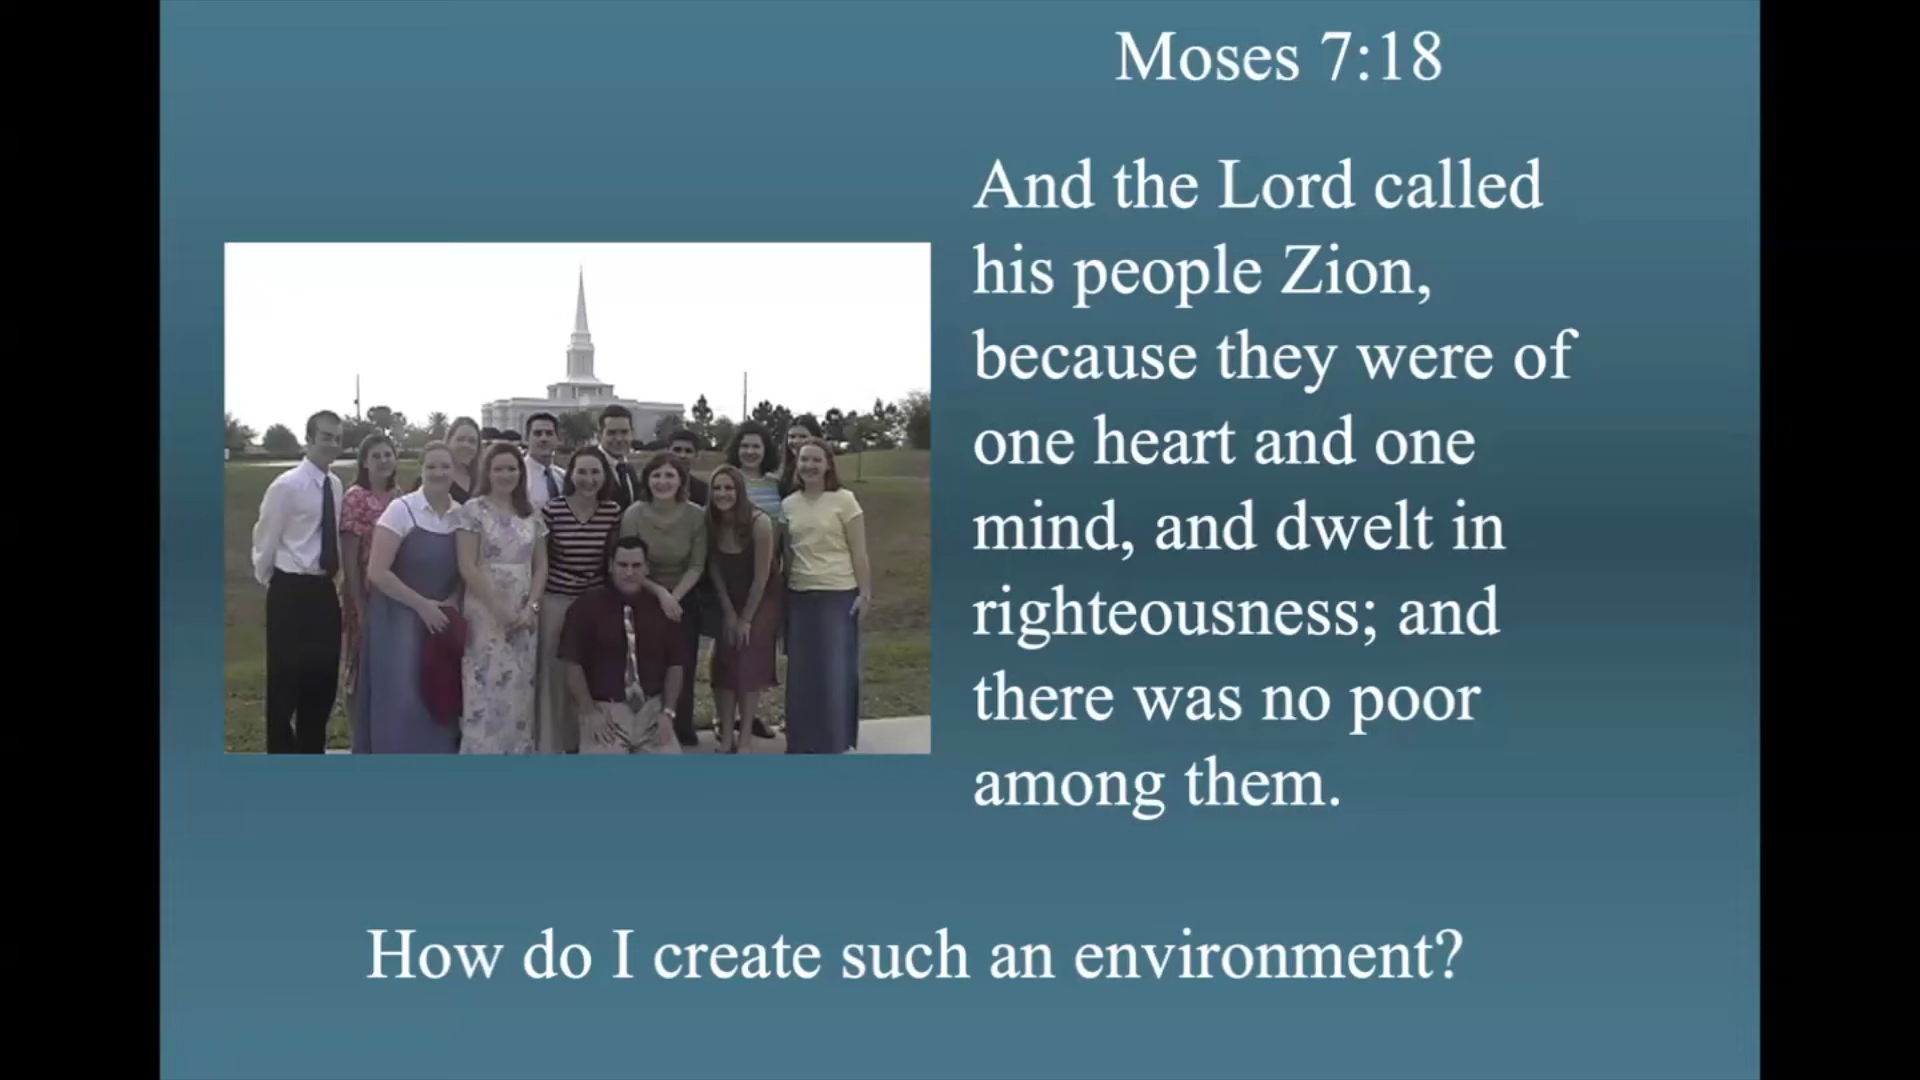 Moses 7:18
And the Lord called
his people Zion,
because they were of
one heart and one
mind, and dwelt in
righteousness; and
there was no poor
among them.
How do I create such an environment?